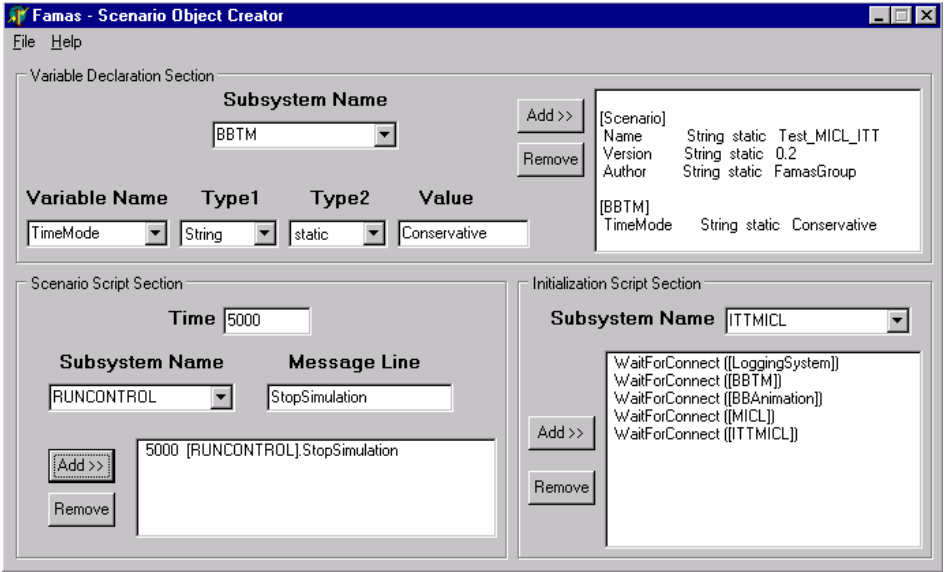 Famas - Scenario Object Creator
File Help
Variable Declaration Section
Subsystem Name
BBTM
Add >>
Remove
Variable Name Type1 Type2 Value
TimeMode String static Conservative
[Scenario]
Name String static Test_MICL_ITT
Version String static 0.2
Author String static FamasGroup
[BBTM]
TimeMode String static Conservative
Scenario Script Section
Time 5000
Subsystem Name Message Line
RUNCONTROL StopSimulation
Add >>
Remove
5000 [RUNCONTROL].StopSimulation
Initialization Script Section
Subsystem Name ITTMICL
Add >>
Remove
WaitForConnect ([LoggingSystem])
WaitForConnect ([BBTM])
WaitForConnect ([BBAnimation])
WaitForConnect ([MICL])
WaitForConnect ([ITTMICL])